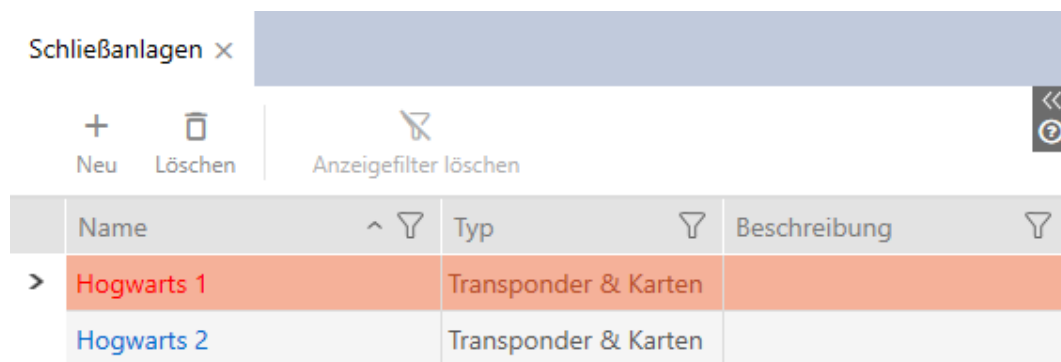 Schließanlagen
Neu Löschen Anzeigefilter löschen
Name Typ Beschreibung
Hogwarts 1 Transponder & Karten
Hogwarts 2 Transponder & Karten